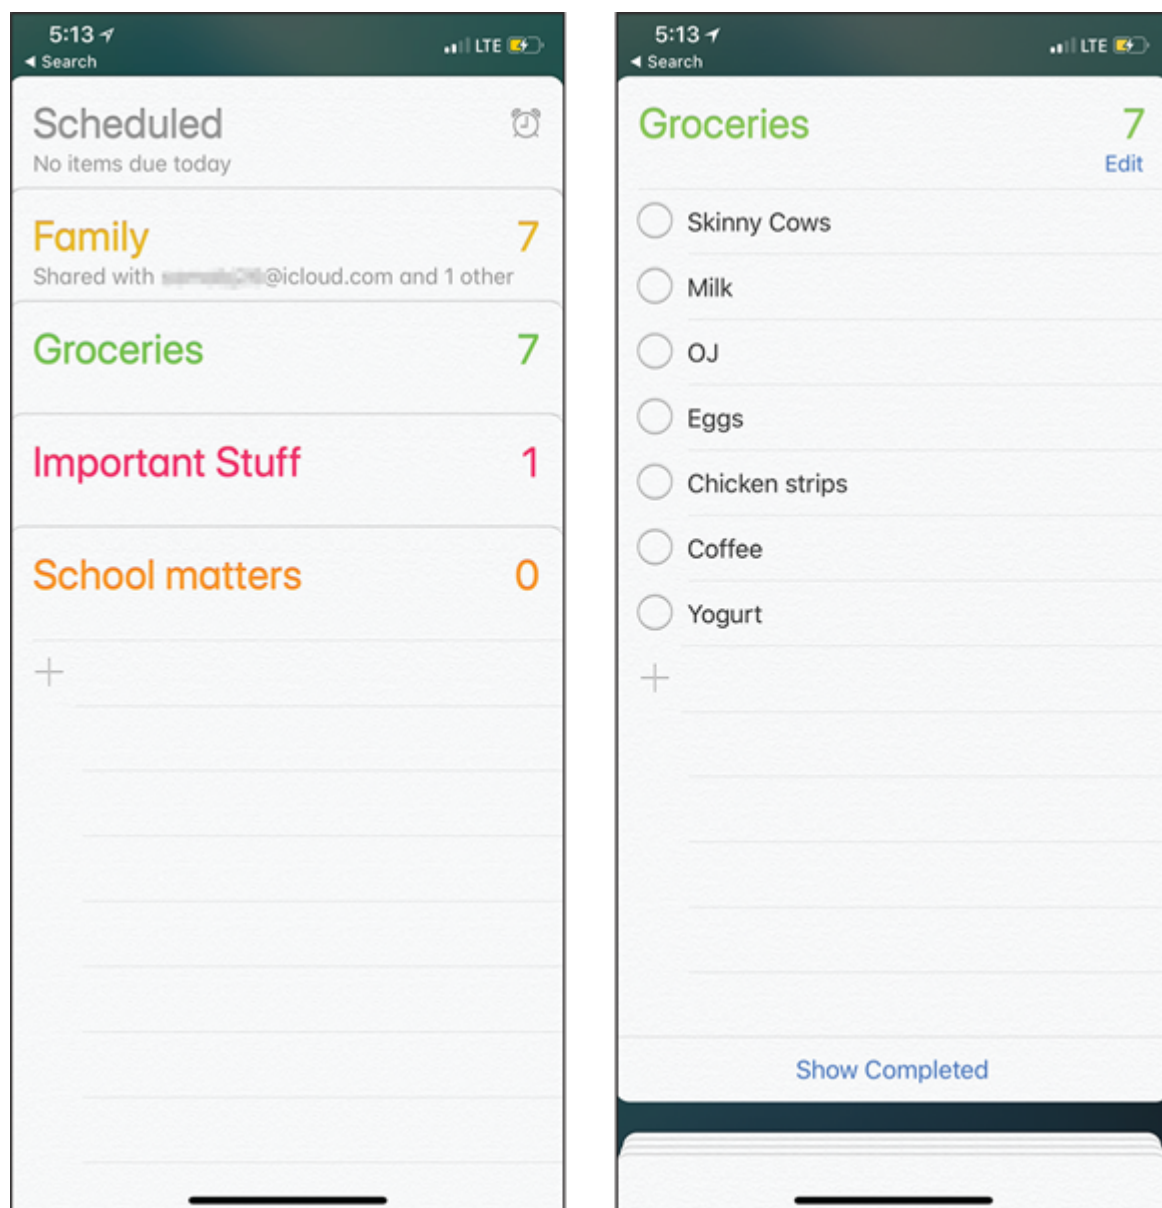 5:13
LTE
Search
Scheduled
No items due today
Family 7
Shared with @icloud.com and 1 other
Groceries 7
Important Stuff 1
School matters 0
5:13
LTE
Search
Groceries 7
Edit
Skinny Cows
Milk
OJ
Eggs
Chicken strips
Coffee
Yogurt
Show Completed